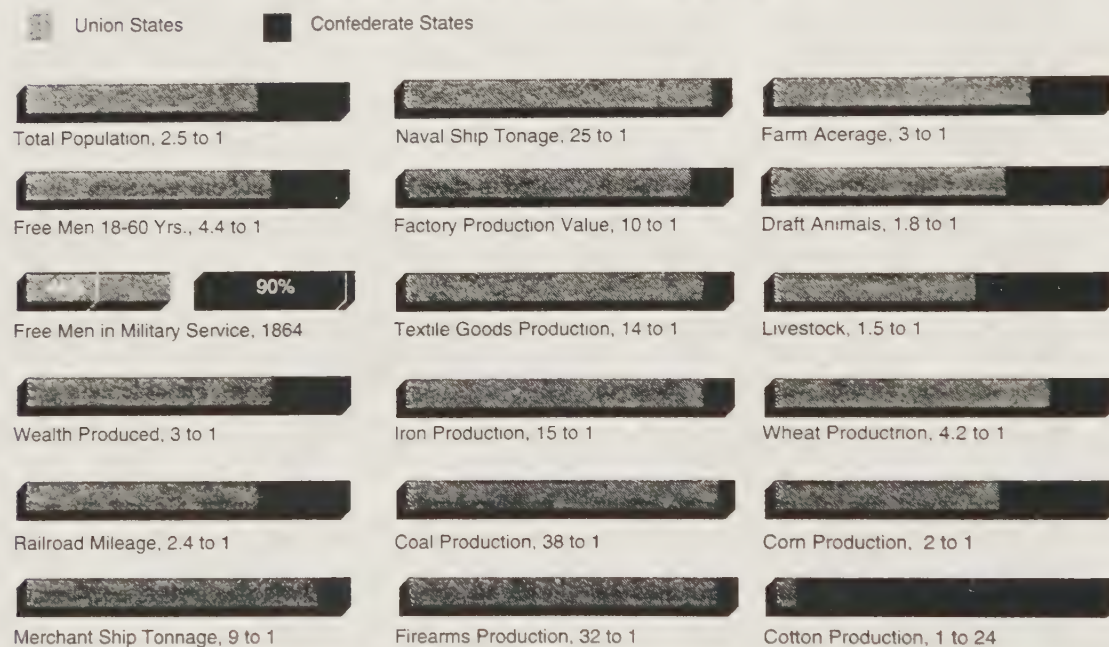 Union States
Confederate States
Total Population, 2.5 to 1
Naval Ship Tonage, 25 to 1
Farm Acerage, 3 to 1
Free Men 18-60 Yrs., 4.4 to 1
Factory Production Value, 10 to 1
Draft Animals, 1.8 to 1
90%
Free Men in Military Service, 1864
Textile Goods Production, 14 to 1
Livestock, 1.5 to 1
Wealth Produced, 3 to 1
Iron Production, 15 to 1
Wheat Productrion, 4.2 to 1
Railroad Mileage, 2.4 to 1
Coal Production, 38 to 1
Corn Production, 2 to 1
Merchant Ship Tonnage, 9 to 1
Firearms Production, 32 to 1
Cotton Production, 1 to 24